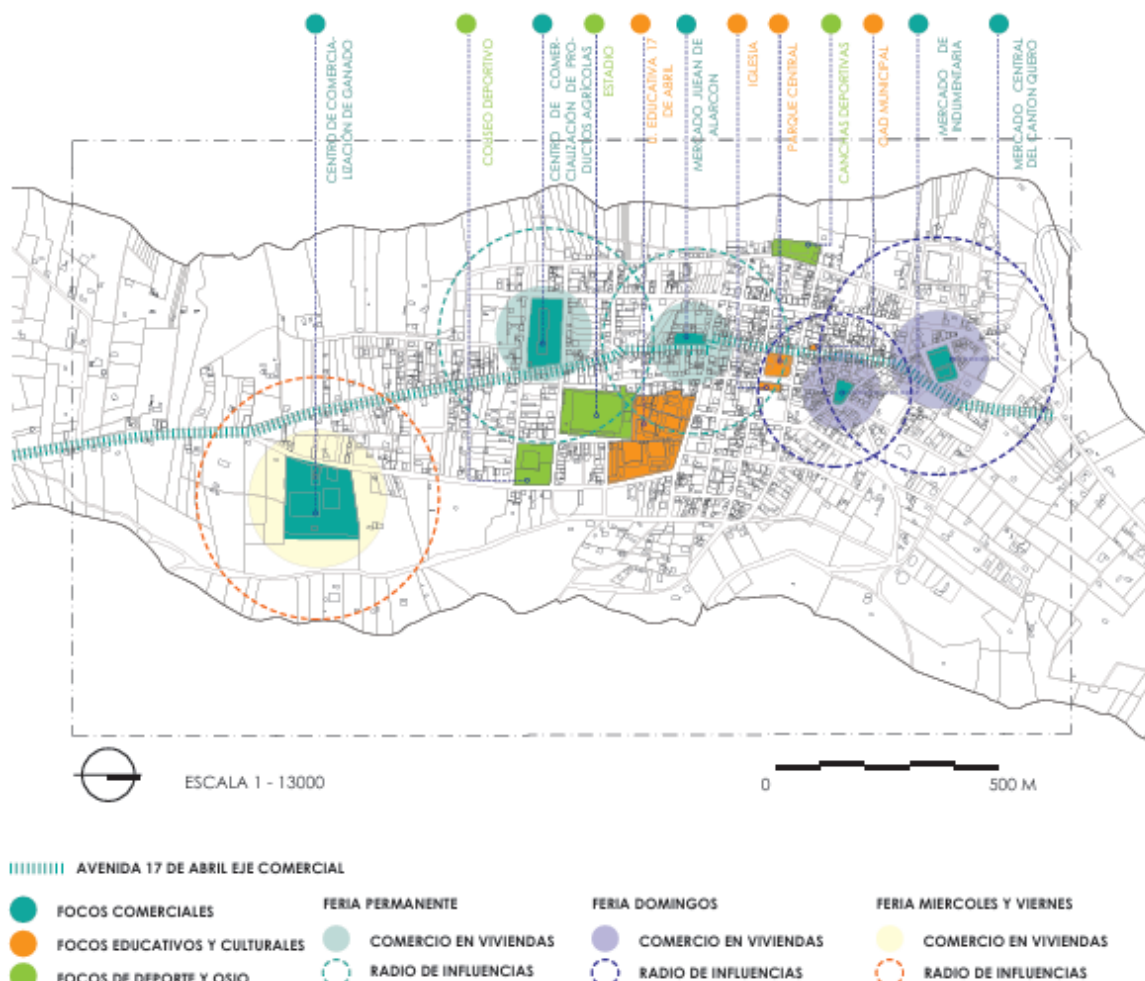 CENTRO DE COMERCIA-
LIZACIÓN DE GANADO
COLISEO DEPORTIVO
CENTRO DE COMER-
CIALIZACIÓN DE PRO-
DUCTOS AGRÍCOLAS
ESTADIO
U. EDUCATIVA 17
DE ABRIL
MERCADO JUEAN DE
ALARCON
IGLESIA
PARQUE CENTRAL
CANCHAS DEPORTIVAS
GAD MUNICIPAL
MERCADO DE
INDUMENTARIA
MERCADO CENTRAL
DEL CANTON QUERO
ESCALA 1 - 13000
0
500 M
AVENIDA 17 DE ABRIL EJE COMERCIAL
FOCOS COMERCIALES
FOCOS EDUCATIVOS Y CULTURALES
FOCOS DE DEPORTE Y OSIO
FERIA PERMANENTE
COMERCIO EN VIVIENDAS
RADIO DE INFLUENCIAS
FERIA DOMINGOS
COMERCIO EN VIVIENDAS
RADIO DE INFLUENCIAS
FERIA MIERCOLES Y VIERNES
COMERCIO EN VIVIENDAS
RADIO DE INFLUENCIAS